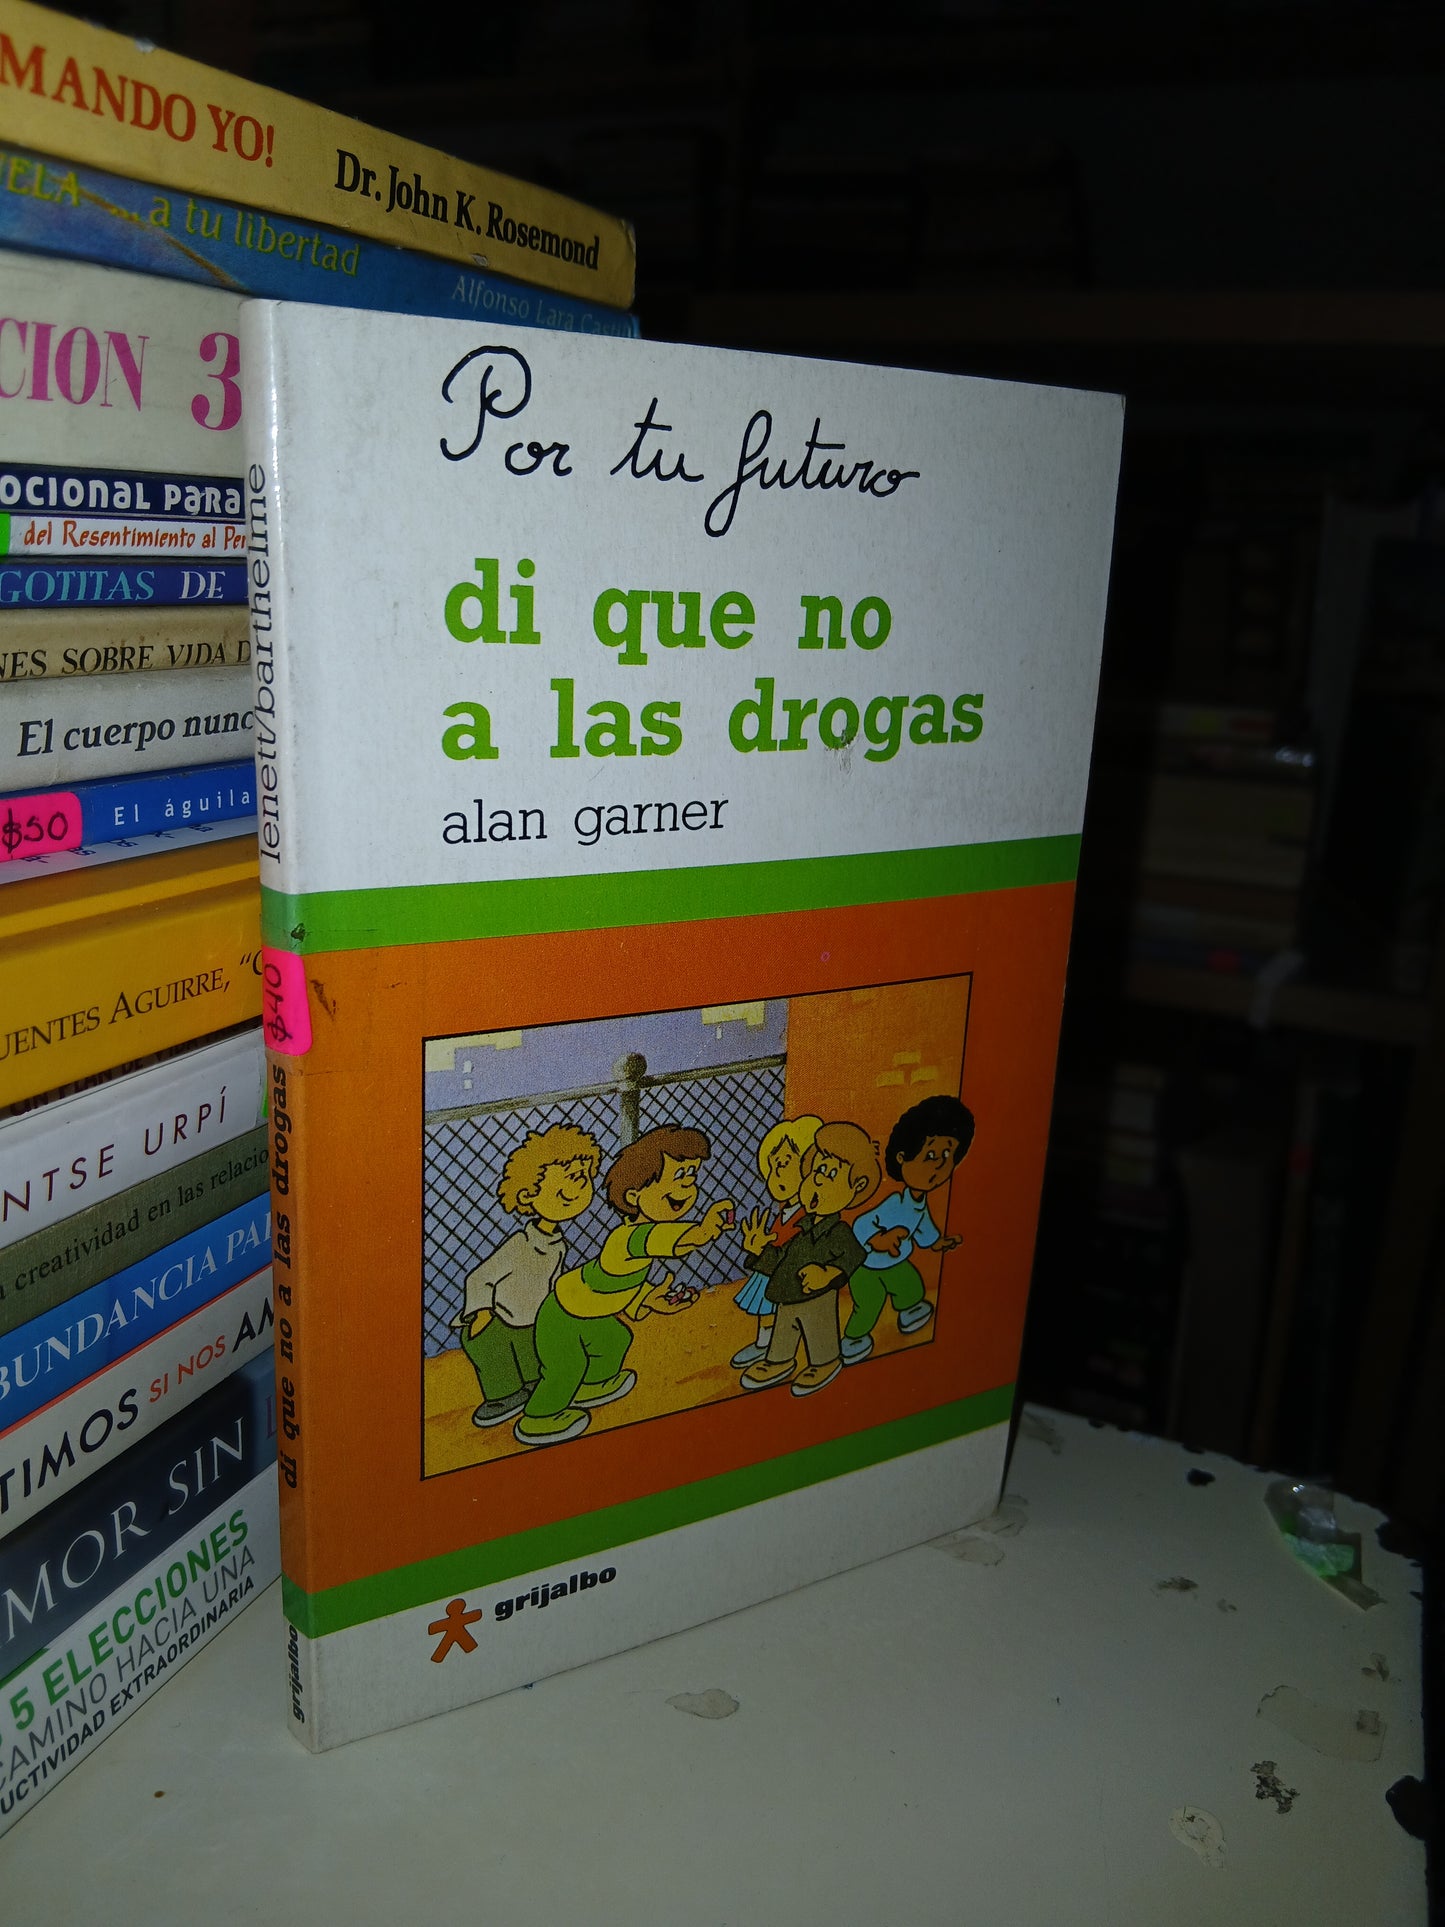 MANDO YO! Dr. John K. Rosemond
a tu libertad Alfonso Lara
CION 3
OCIONAL PARA
del Resentimiento al
GOTITAS DE
NES SOBRE VIDA
El cuerpo nunc
$50 El águila
UENTES AGUIRRE,
NTSE URPÍ
creatividad en las relacio
BUNDANCIA PA
TIMOS SI NOS AM
MOR SIN
5 ELECCIONES
CAMINO HACIA UNA
UCTIVIDAD EXTRAORDINARIA
lenett/barthelme
$40
di que no a las drogas
grijalbo
Por tu futuro
di que no
a las drogas
alan garner
grijalbo